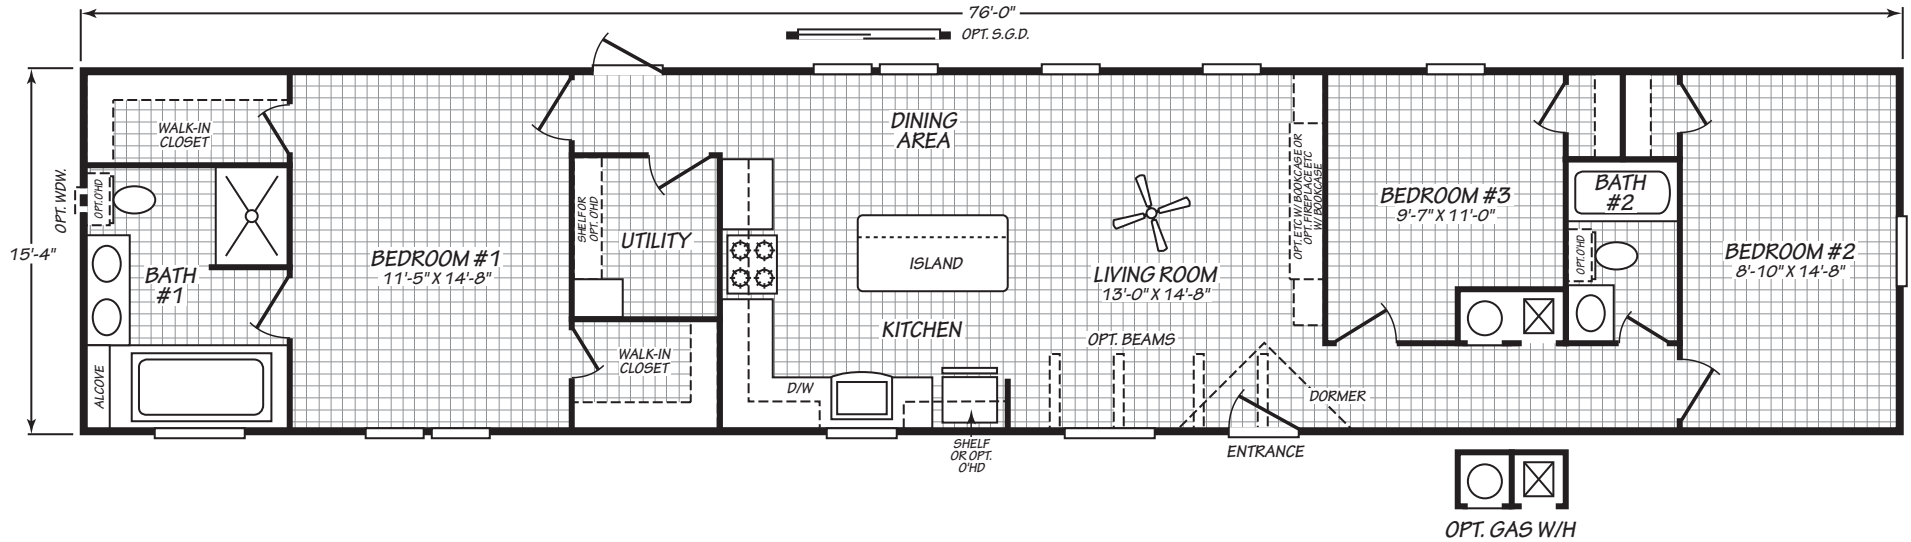 76'-0"
OPT. S.G.D.
WALK-IN
CLOSET
OPT. WDW.
OPT. O'HD
15'-4"
BATH
#1
ALCOVE
BEDROOM #1
11'-5" X 14'-8"
SHELF OR
OPT. O'HD
UTILITY
WALK-IN
CLOSET
DINING
AREA
ISLAND
KITCHEN
D/W
SHELF
OR OPT.
O'HD
LIVING ROOM
13'-0" X 14'-8"
OPT. BEAMS
OPT. ETC W/ BOOKCASE OR
OPT. FIREPLACE ETC
W/ BOOKCASE
DORMER
ENTRANCE
BEDROOM #3
9'-7" X 11'-0"
BATH
#2
OPT. O'HD
BEDROOM #2
8'-10" X 14'-8"
OPT. GAS W/H